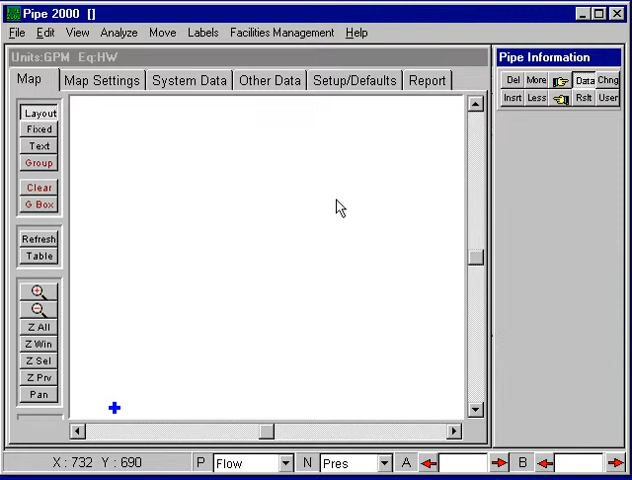 Pipe 2000 []
File Edit View Analyze Move Labels Facilities Management Help
Units:GPM Eq:HW
Pipe Information
Map Map Settings System Data Other Data Setup/Defaults Report
Del More Data Chng
Insrt Less Rslt User
Layout
Fixed
Text
Group
Clear
G Box
Refresh
Table
Z All
Z Win
Z Sel
Z Prv
Pan
X : 732 Y : 690 P Flow N Pres A B